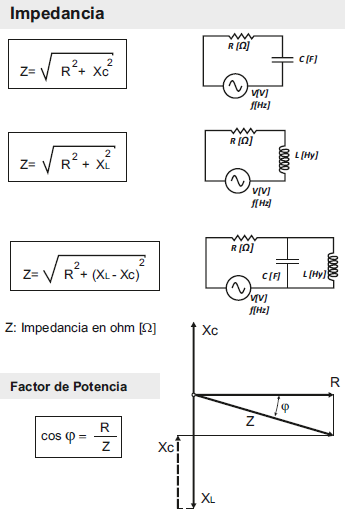 Impedancia
Z= √ R² + Xc²
R [Ω]
C [F]
V[V]
f[Hz]
Z= √ R² + XL²
R [Ω]
L [Hy]
V[V]
f[Hz]
Z= √ R² + (XL - Xc)²
R [Ω]
C [F]
L [Hy]
V[V]
f[Hz]
Z: Impedancia en ohm [Ω]
Xc
Factor de Potencia
R
φ
Z
cos φ = R / Z
Xc
XL